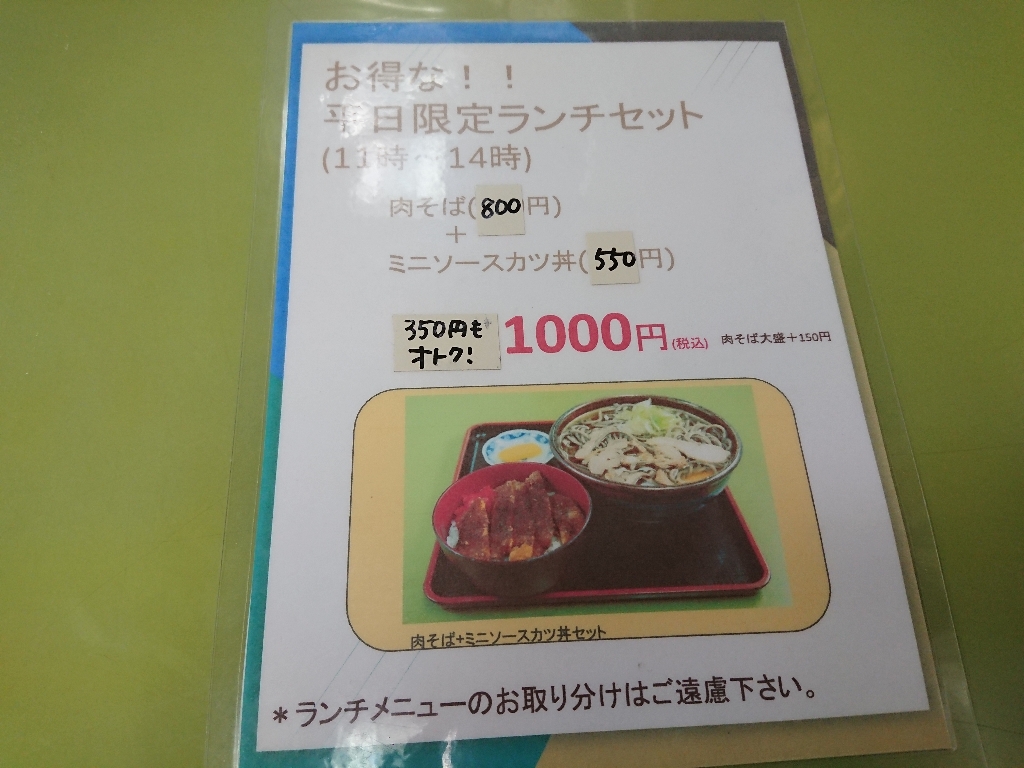 お得な！！
平日限定ランチセット
(11時～14時)
肉そば(800円)
＋
ミニソースカツ丼(550円)
350円も
オトク!
1000円(税込) 肉そば大盛＋150円
肉そば+ミニソースカツ丼セット
＊ランチメニューのお取り分けはご遠慮下さい。